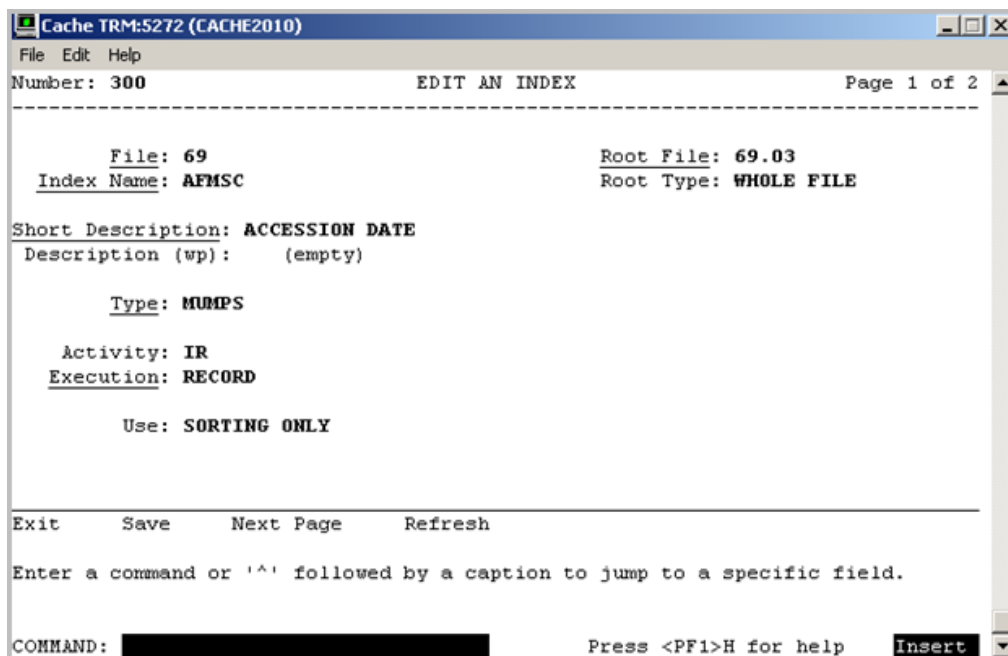 Cache TRM:5272 (CACHE2010)
File Edit Help
Number: 300 EDIT AN INDEX Page 1 of 2
-------------------------------------------------------------------------------
File: 69 Root File: 69.03
Index Name: AFMSC Root Type: WHOLE FILE
Short Description: ACCESSION DATE
Description (wp): (empty)
Type: MUMPS
Activity: IR
Execution: RECORD
Use: SORTING ONLY
Exit Save Next Page Refresh
Enter a command or '^' followed by a caption to jump to a specific field.
COMMAND: Press <PF1>H for help Insert